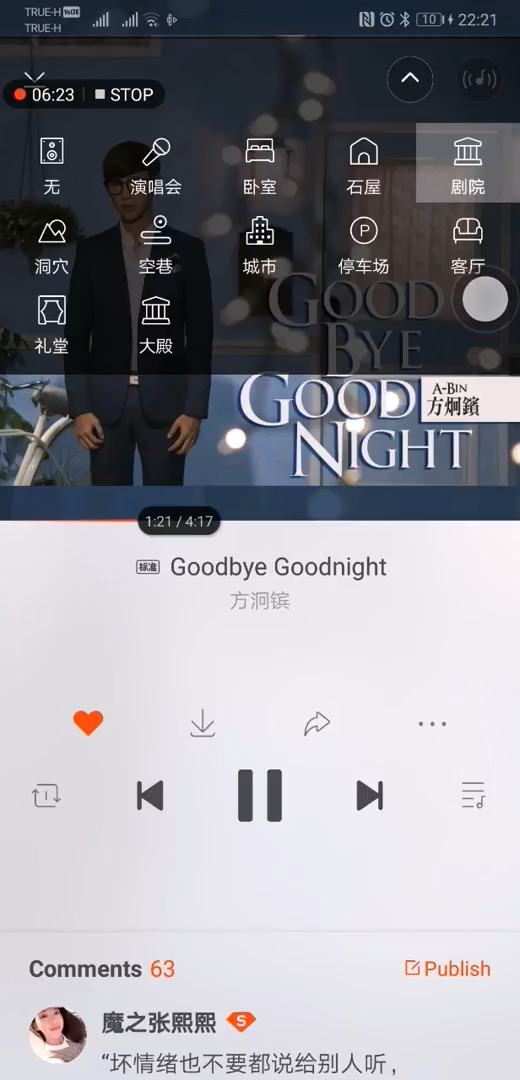 TRUE-H VoLTE
TRUE-H
10
22:21
06:23
STOP
无
演唱会
卧室
石屋
剧院
洞穴
空巷
城市
P
停车场
客厅
礼堂
大殿
GOOD
BYE
GOOD
NIGHT
A-BIN
方炯鑌
1:21 / 4:17
标准 Goodbye Goodnight
方泂镔
Comments 63
Publish
魔之张熙熙 S
“坏情绪也不要都说给别人听，